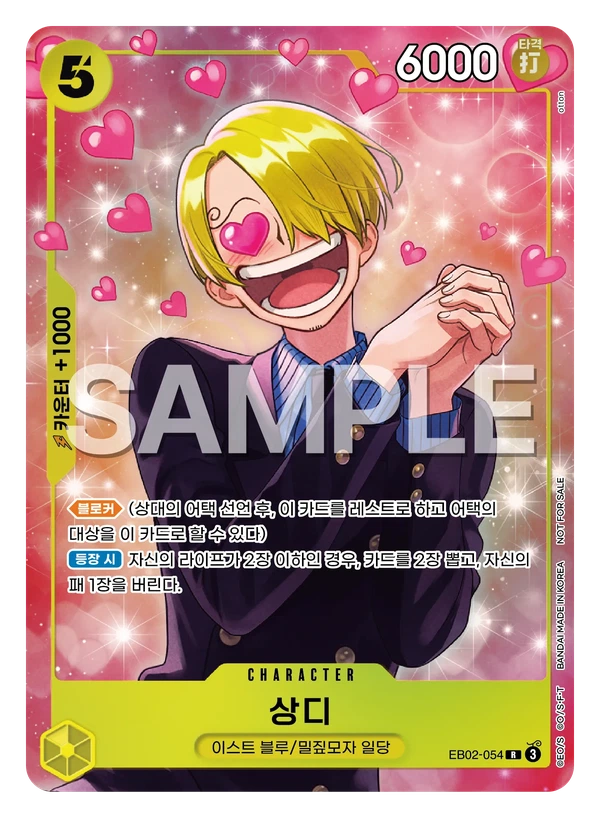 5
6000
타격
打
otton
카운터 +1000
SAMPLE
블로커 (상대의 어택 선언 후, 이 카드를 레스트로 하고 어택의
대상을 이 카드로 할 수 있다)
등장 시 자신의 라이프가 2장 이하인 경우, 카드를 2장 뽑고, 자신의
패 1장을 버린다.
CHARACTER
상디
이스트 블루/밀짚모자 일당
EB02-054 R 3
©E.O/S. ©O/S·F·T BANDAI MADE IN KOREA NOT FOR SALE